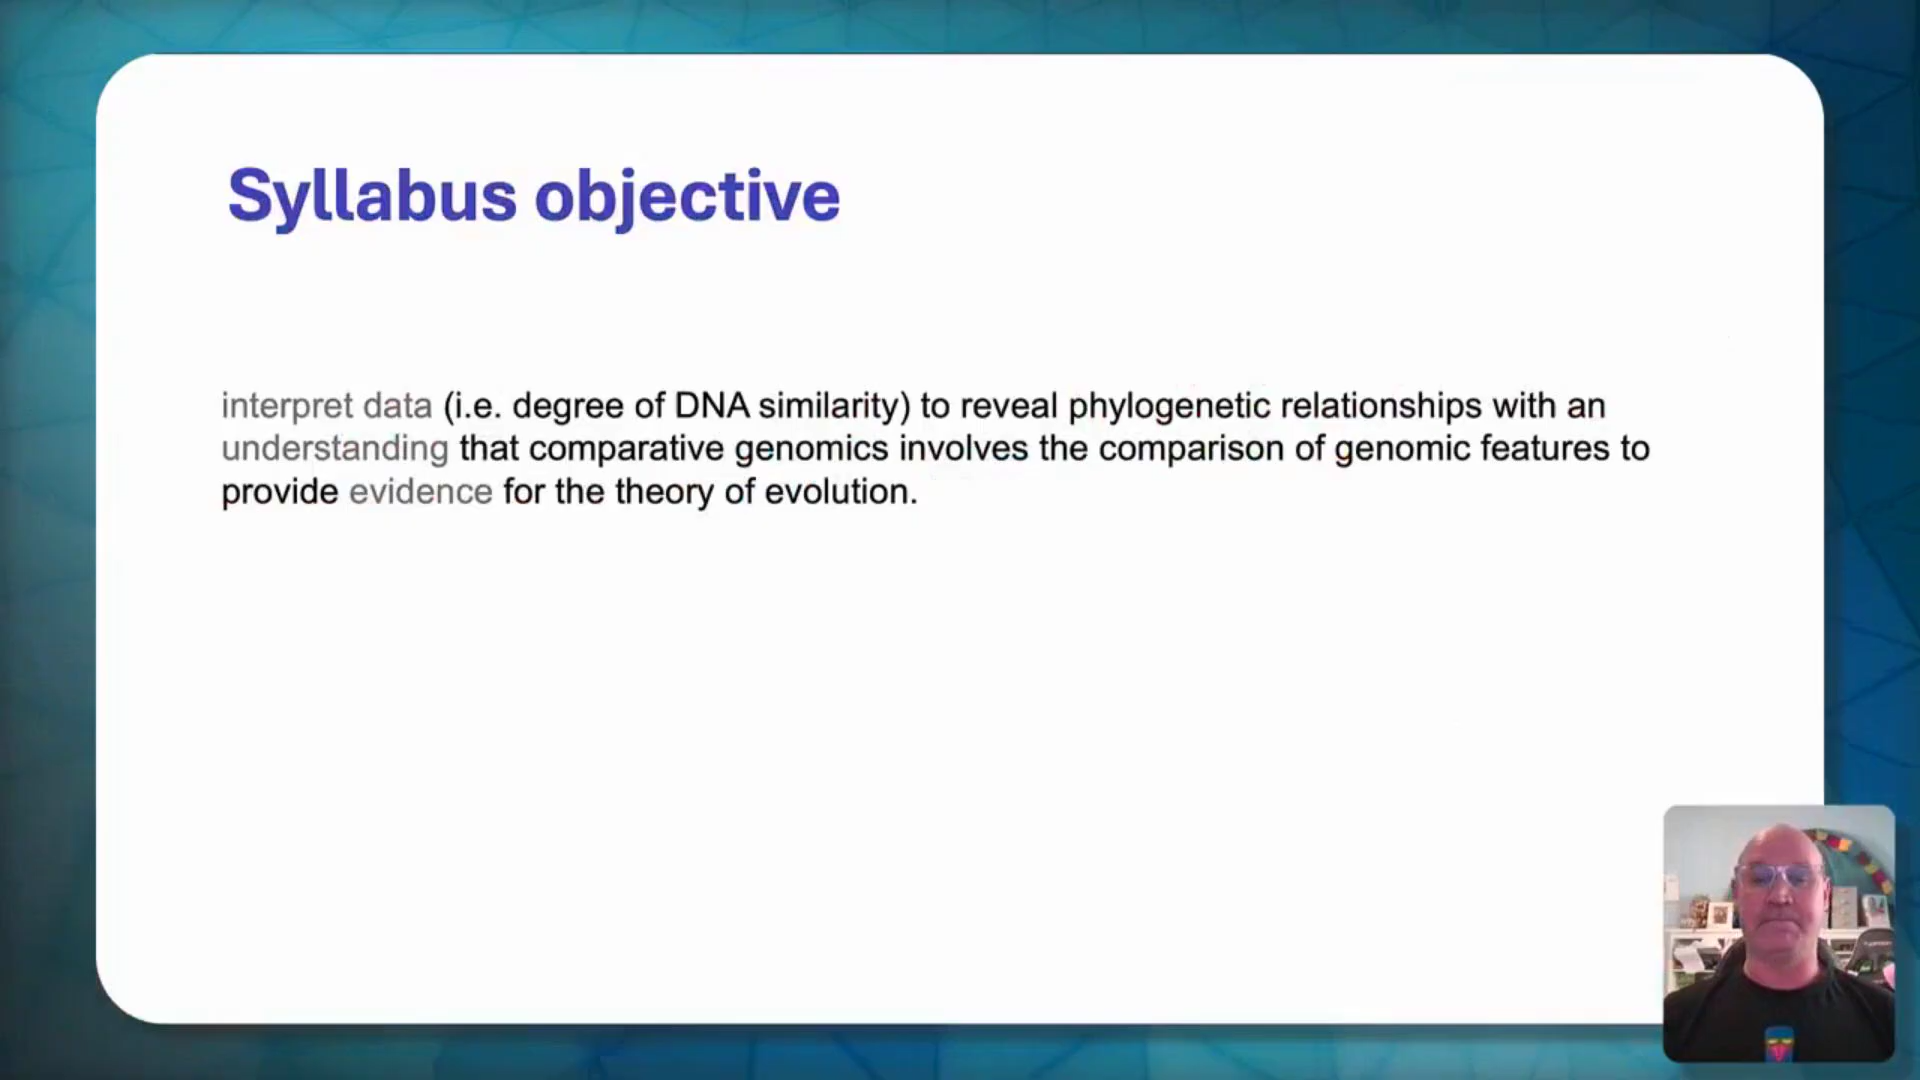 Syllabus objective
interpret data (i.e. degree of DNA similarity) to reveal phylogenetic relationships with an
understanding that comparative genomics involves the comparison of genomic features to
provide evidence for the theory of evolution.